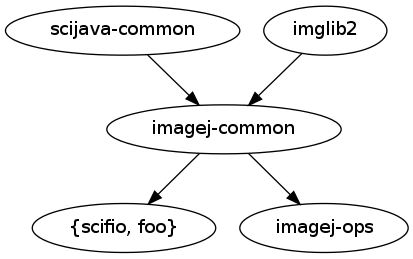 scijava-common
imglib2
imagej-common
{scifio, foo}
imagej-ops